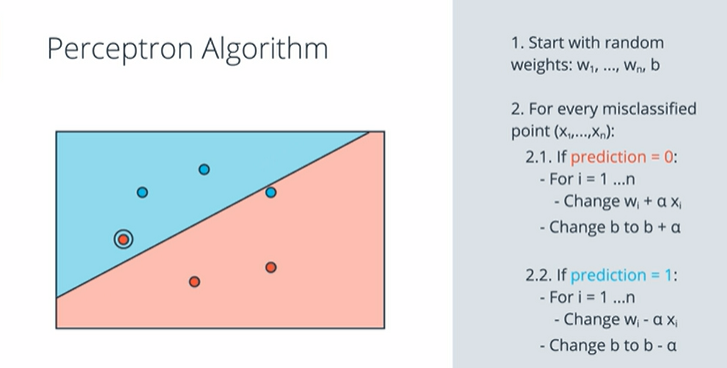 Perceptron Algorithm
1. Start with random
weights: w₁, ..., wₙ, b
2. For every misclassified
point (x₁,...,xₙ):
2.1. If prediction = 0:
- For i = 1 ...n
- Change wᵢ + α xᵢ
- Change b to b + α
2.2. If prediction = 1:
- For i = 1 ...n
- Change wᵢ - α xᵢ
- Change b to b - α